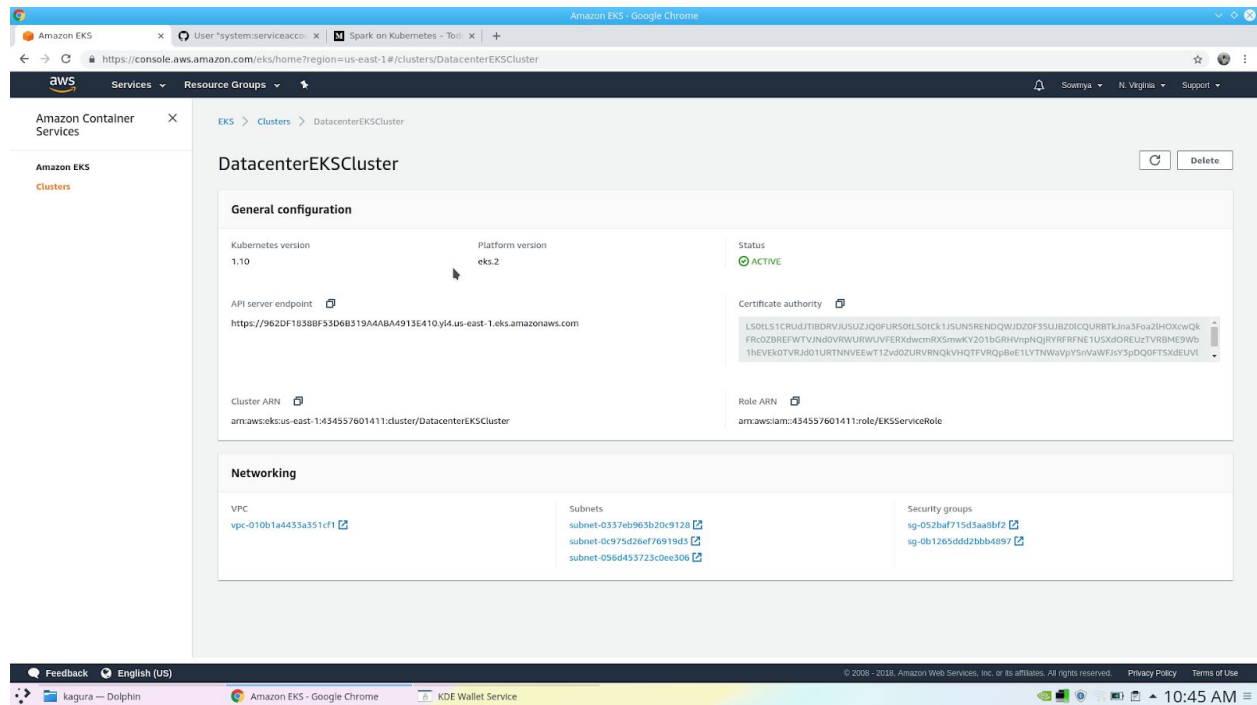 Amazon EKS - Google Chrome
Amazon EKS
User "system:serviceacco
Spark on Kubernetes – Tod
https://console.aws.amazon.com/eks/home?region=us-east-1#/clusters/DatacenterEKSCluster
aws
Services
Resource Groups
Sowmya
N. Virginia
Support
Amazon Container
Services
Amazon EKS
Clusters
EKS > Clusters > DatacenterEKSCluster
DatacenterEKSCluster
Delete
General configuration
Kubernetes version
1.10
Platform version
eks.2
Status
ACTIVE
API server endpoint
https://962DF1838BF53D6B319A4ABA4913E410.yl4.us-east-1.eks.amazonaws.com
Certificate authority
Cluster ARN
arn:aws:eks:us-east-1:434557601411:cluster/DatacenterEKSCluster
Role ARN
arn:aws:iam::434557601411:role/EKSServiceRole
Networking
VPC
vpc-010b1a4433a351cf1
Subnets
subnet-0337eb963b20c9128
subnet-0c975d26ef76919d3
subnet-056d453723c0ee306
Security groups
sg-052baf715d3aa8bf2
sg-0b1265ddd2bbb4897
Feedback
English (US)
© 2008 - 2018, Amazon Web Services, Inc. or its affiliates. All rights reserved.
Privacy Policy
Terms of Use
kagura — Dolphin
Amazon EKS - Google Chrome
KDE Wallet Service
10:45 AM